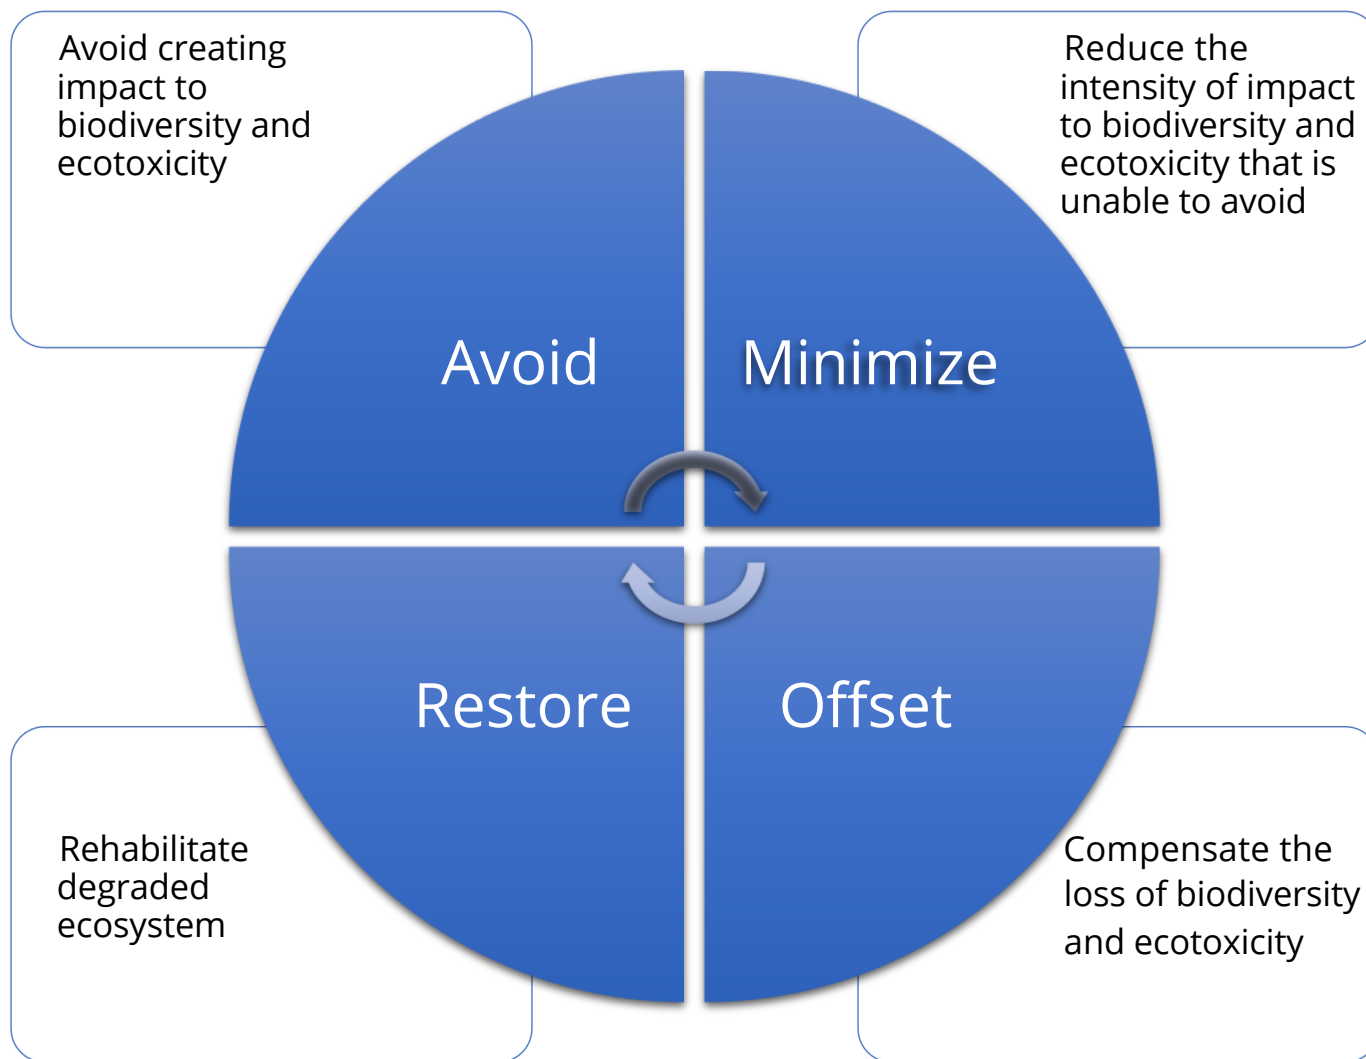 Avoid creating
impact to
biodiversity and
ecotoxicity
Reduce the
intensity of impact
to biodiversity and
ecotoxicity that is
unable to avoid
Avoid
Minimize
Restore
Offset
Rehabilitate
degraded
ecosystem
Compensate the
loss of biodiversity
and ecotoxicity